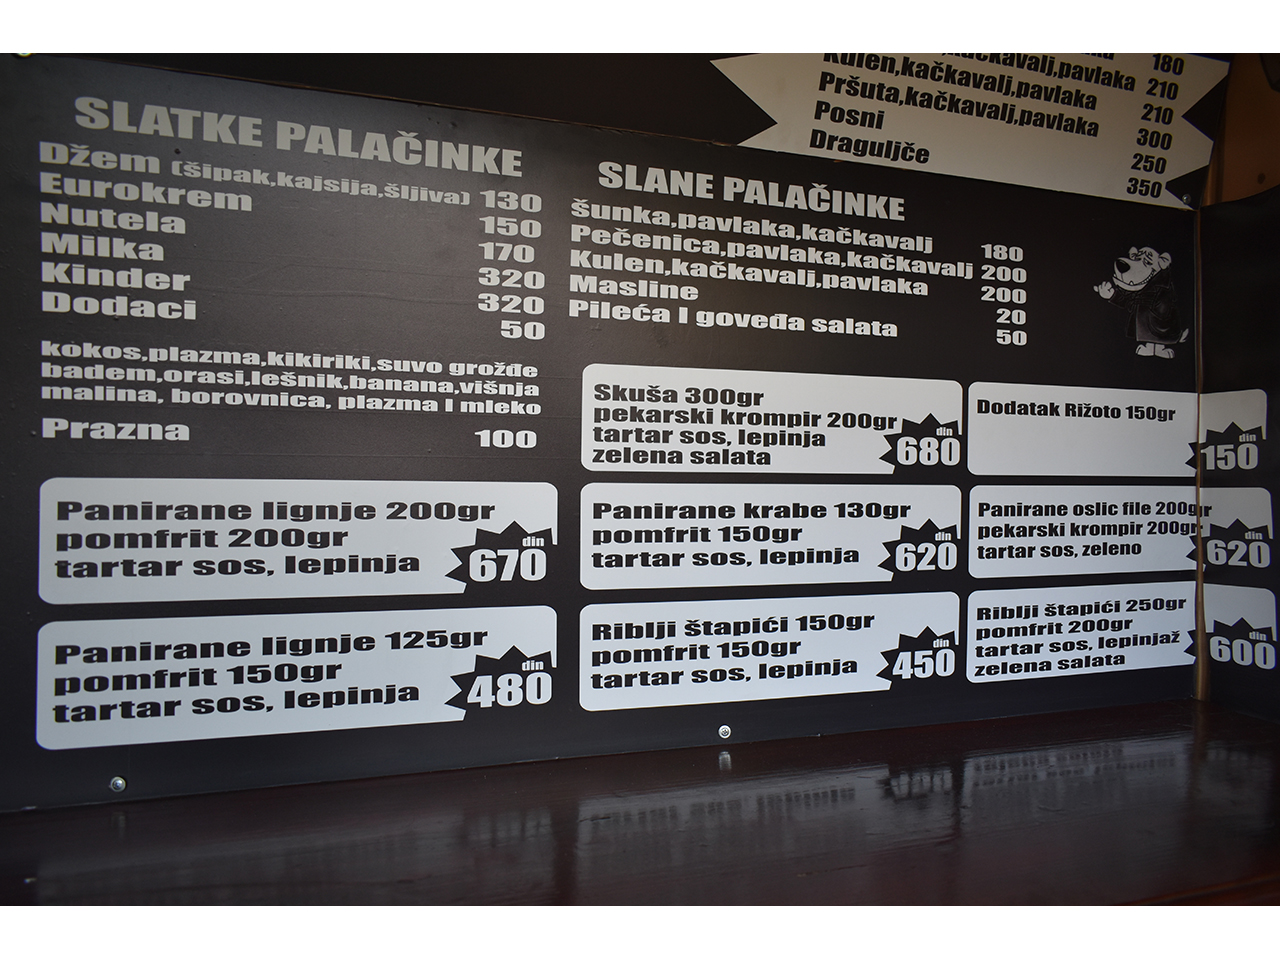 180
Kulen,kačkavalj,pavlaka 210
Pršuta,kačkavalj,pavlaka 210
Posni 300
Draguljče 250
350
SLATKE PALAČINKE
Džem (šipak,kajsija,šljiva) 130
Eurokrem 150
Nutela 170
Milka 320
Kinder 320
Dodaci 50
kokos,plazma,kikiriki,suvo grožđe
badem,orasi,lešnik,banana,višnja
malina, borovnica, plazma I mleko
Prazna 100
SLANE PALAČINKE
Šunka,pavlaka,kačkavalj 180
Pečenica,pavlaka,kačkavalj 200
Kulen,kačkavalj,pavlaka 200
Masline 20
Pileća I goveđa salata 50
Skuša 300gr
pekarski krompir 200gr
tartar sos, lepinja
zelena salata
din
680
Dodatak Rižoto 150gr
din
150
Panirane lignje 200gr
pomfrit 200gr
tartar sos, lepinja
din
670
Panirane krabe 130gr
pomfrit 150gr
tartar sos, lepinja
din
620
Panirane oslic file 200gr
pekarski krompir 200gr
tartar sos, zeleno
din
620
Panirane lignje 125gr
pomfrit 150gr
tartar sos, lepinja
din
480
Riblji štapići 150gr
pomfrit 150gr
tartar sos, lepinja
din
450
Riblji štapići 250gr
pomfrit 200gr
tartar sos, lepinjaž
zelena salata
din
600